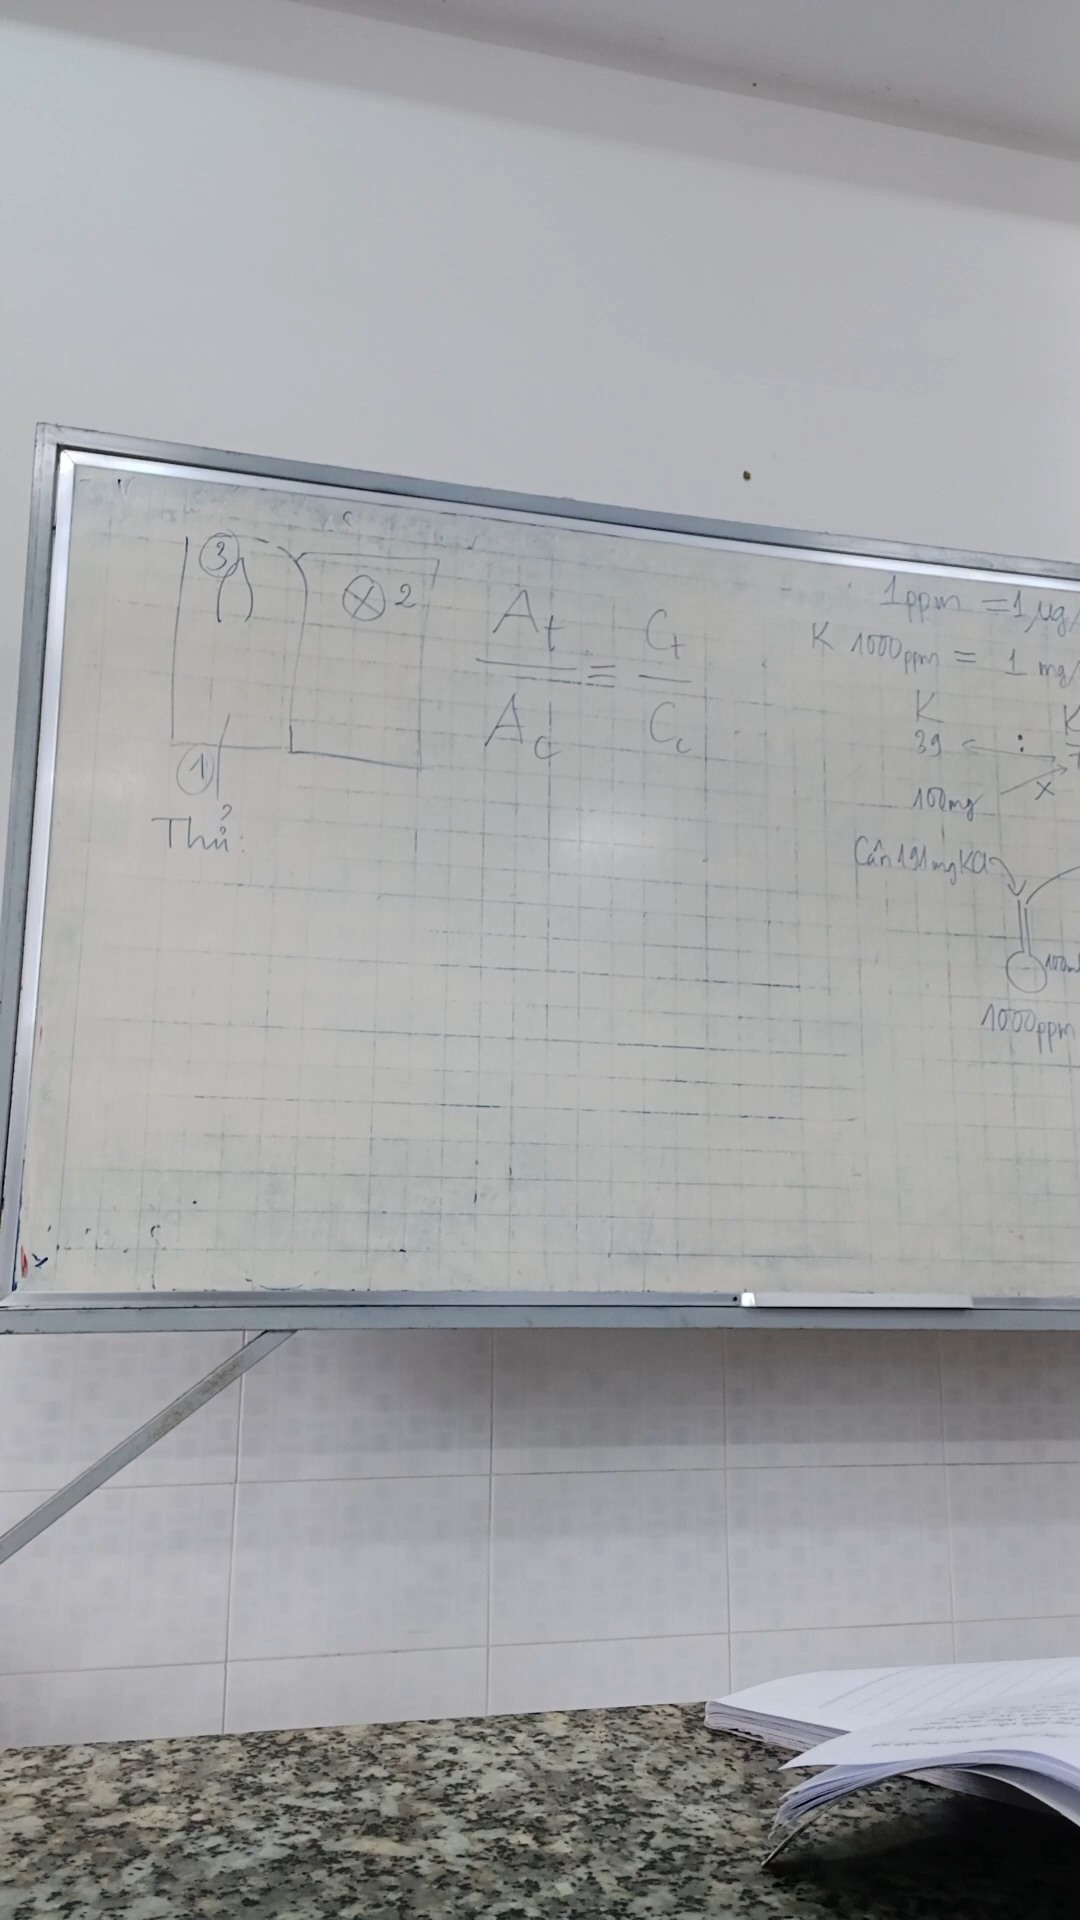 3
2
1
Thử:
At = Ct
Ac Cc
1ppm = 1 µg/
K 1000ppm = 1 mg/
K K
39 :
100mg x
Cân 191mg KCl
100ml
1000ppm